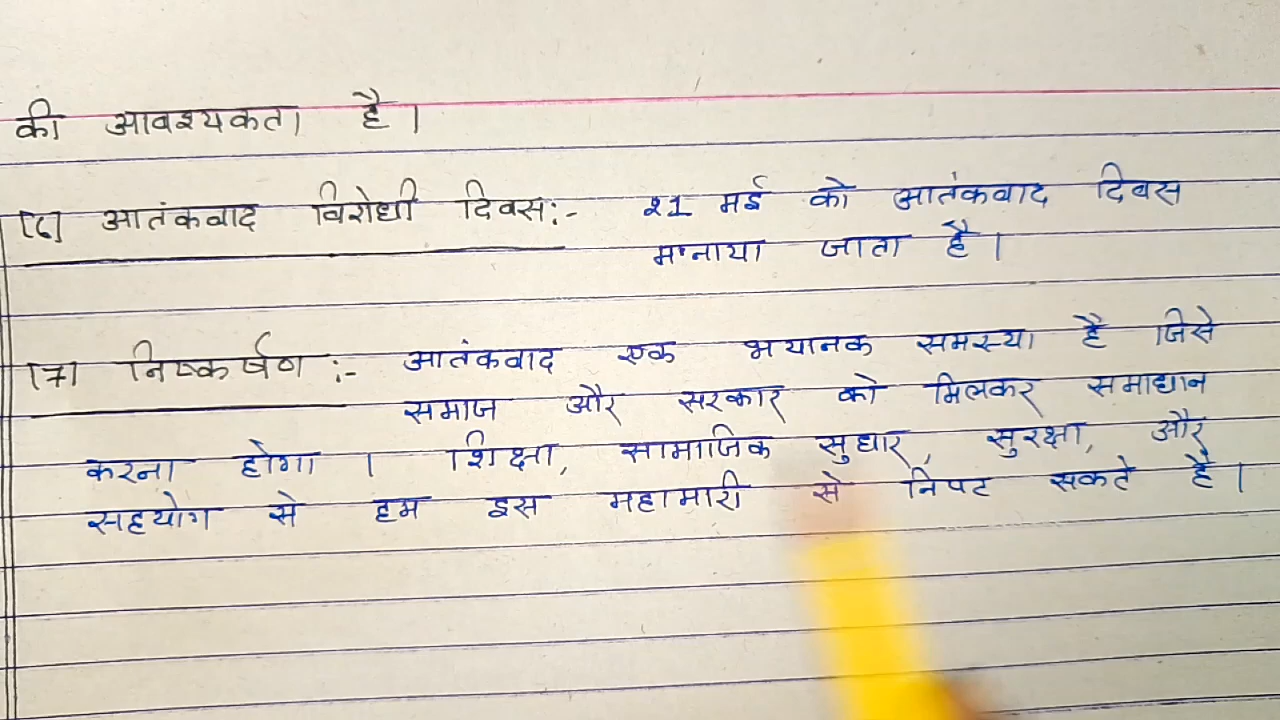 की आवश्यकता है।
[6] आतंकवाद विरोधी दिवस:- 21 मई को आतंकवाद दिवस
मनाया जाता है।
[7] निष्कर्षण :- आतंकवाद एक भयानक समस्या है जिसे
समाज और सरकार को मिलकर समाधान
करना होगा। शिक्षा, सामाजिक सुधार, सुरक्षा, और
सहयोग से हम इस महामारी से निपट सकते है।